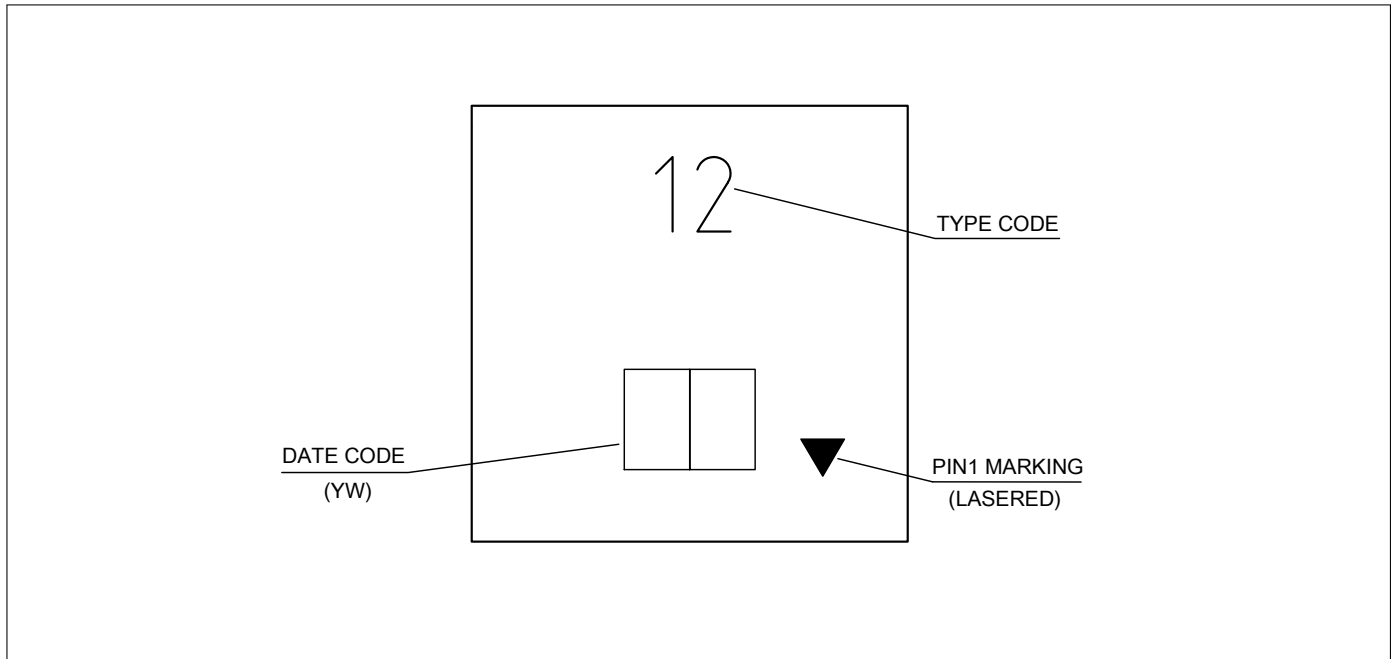 12
TYPE CODE
DATE CODE
(YW)
PIN1 MARKING
(LASERED)